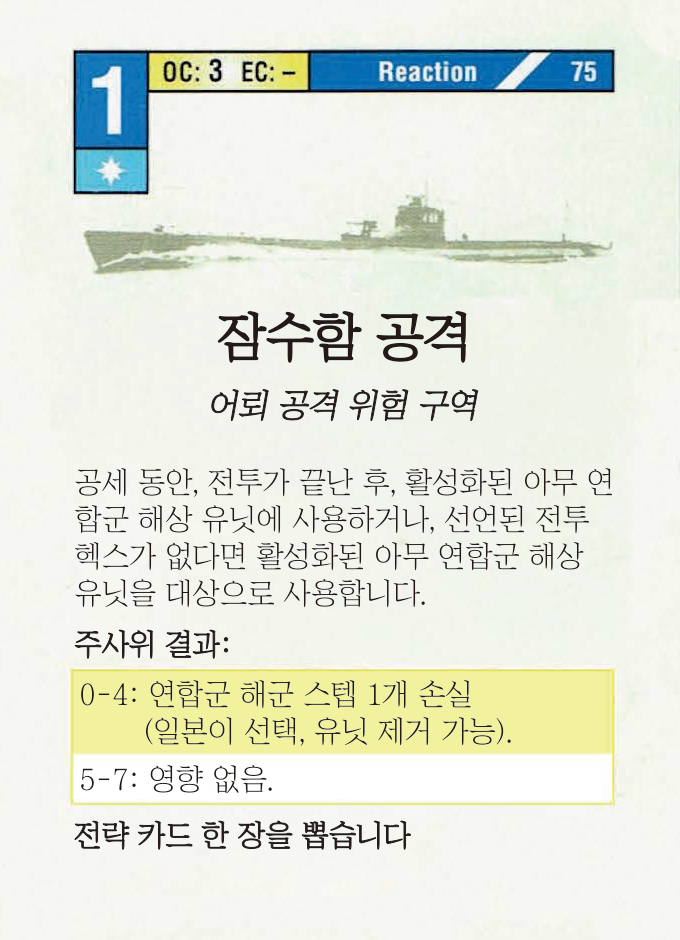 1
OC: 3 EC: –
Reaction
75
잠수함 공격
어뢰 공격 위험 구역
공세 동안, 전투가 끝난 후, 활성화된 아무 연
합군 해상 유닛에 사용하거나, 선언된 전투
헥스가 없다면 활성화된 아무 연합군 해상
유닛을 대상으로 사용합니다.
주사위 결과:
0-4: 연합군 해군 스텝 1개 손실
(일본이 선택, 유닛 제거 가능).
5-7: 영향 없음.
전략 카드 한 장을 뽑습니다